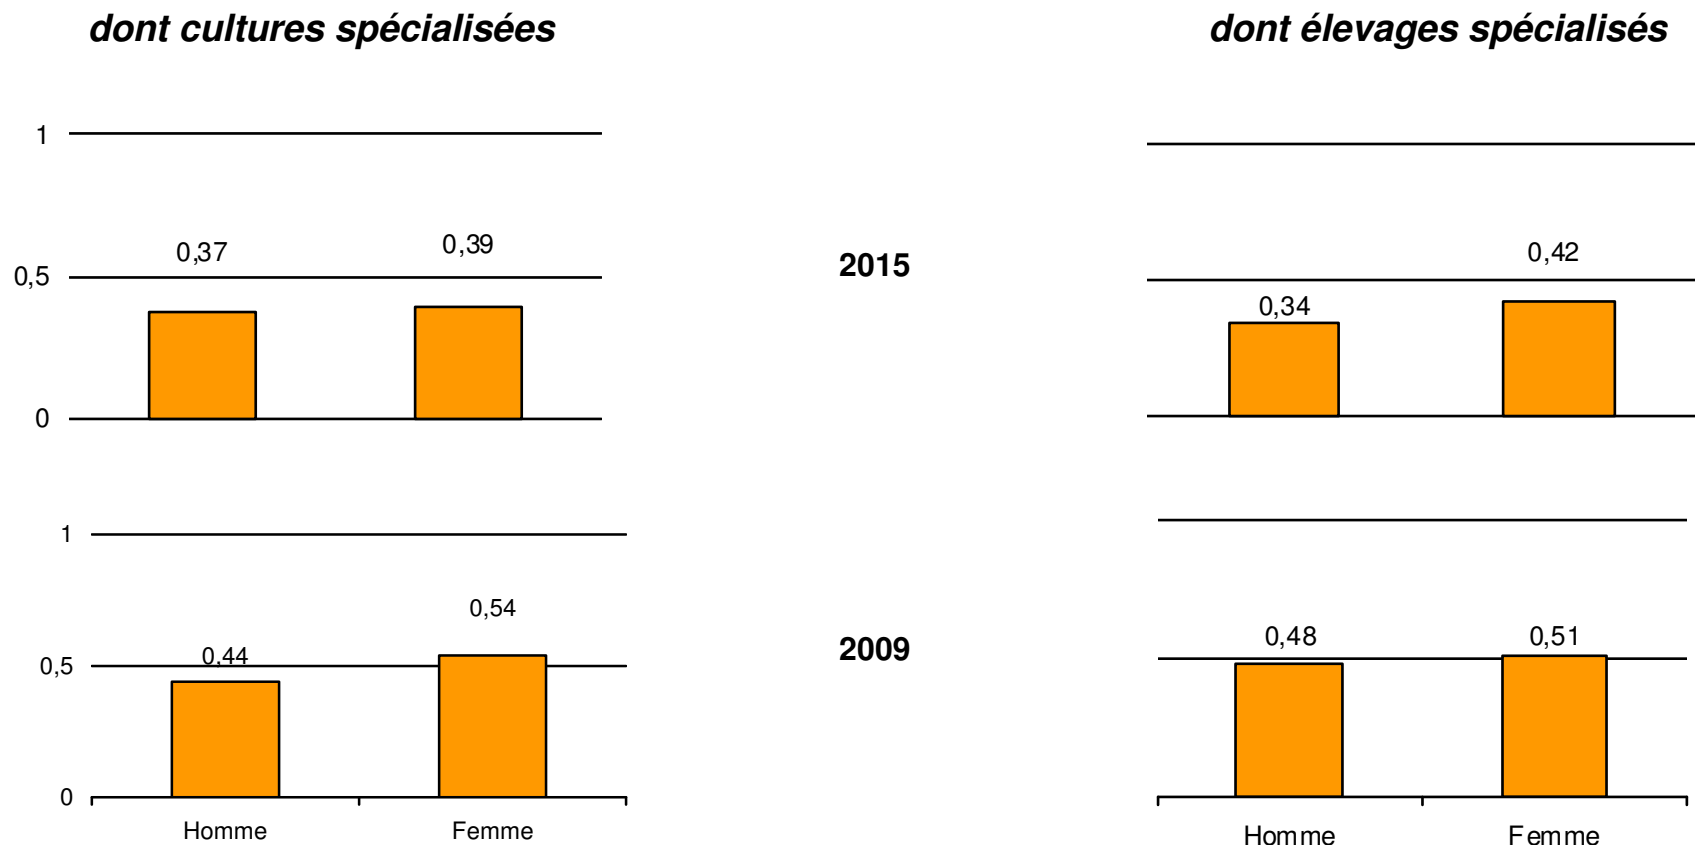 dont cultures spécialisées
dont élevages spécialisés
1
0,37
0,39
0,5
0
2015
0,42
0,34
1
0,54
0,44
0,5
0
Homme
Femme
2009
0,48
0,51
Homme
Femme